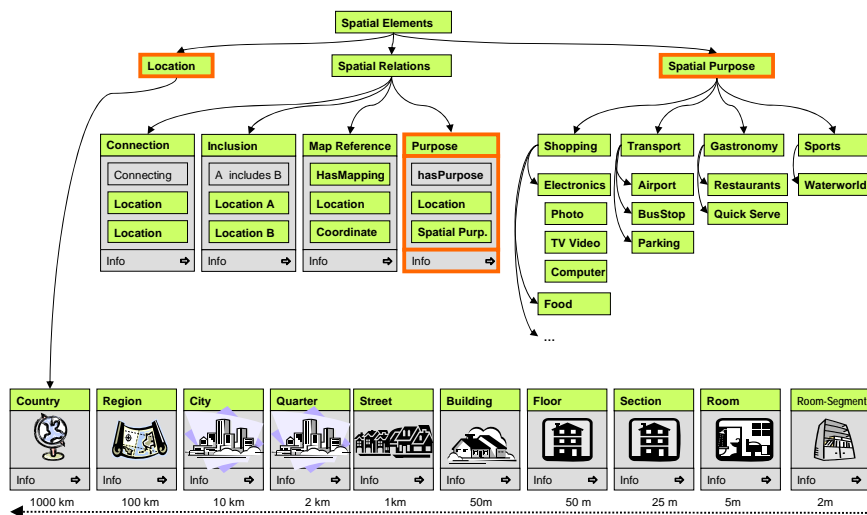 Spatial Elements
Location
Spatial Relations
Spatial Purpose
Connection
Inclusion
Map Reference
Purpose
Shopping
Transport
Gastronomy
Sports
Connecting
A includes B
HasMapping
hasPurpose
Electronics
Airport
Restaurants
Waterworld
Location
Location A
Location
Location
Photo
BusStop
Quick Serve
Location
Location B
Coordinate
Spatial Purp.
TV Video
Parking
Info
Info
Info
Info
Computer
Food
...
Country
Region
City
Quarter
Street
Building
Floor
Section
Room
Room-Segment
Info
Info
Info
Info
Info
Info
Info
Info
Info
Info
1000 km
100 km
10 km
2 km
1km
50m
50 m
25 m
5m
2m